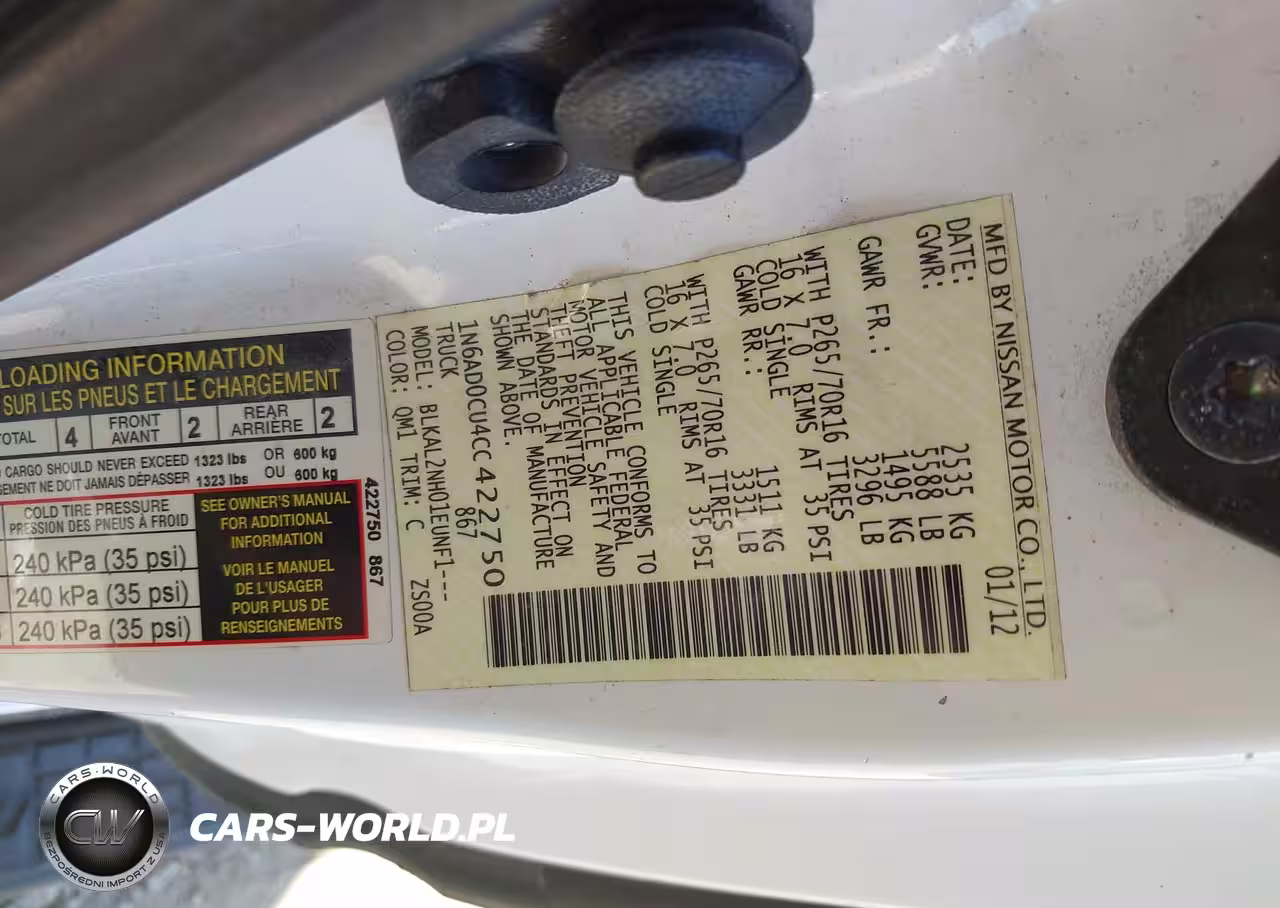 LOADING INFORMATION
SUR LES PNEUS ET LE CHARGEMENT
TOTAL 4 FRONT AVANT 2 REAR ARRIÈRE 2
CARGO SHOULD NEVER EXCEED 1323 lbs OR 600 kg
NE DOIT JAMAIS DÉPASSER 1323 lbs OU 600 kg
COLD TIRE PRESSURE
PRESSION DES PNEUS À FROID
240 kPa (35 psi)
240 kPa (35 psi)
240 kPa (35 psi)
SEE OWNER'S MANUAL
FOR ADDITIONAL
INFORMATION
VOIR LE MANUEL
DE L'USAGER
POUR PLUS DE
RENSEIGNEMENTS
422750 867
MFD BY NISSAN MOTOR CO., LTD.
DATE: 01/12
GVWR: 2535 KG
5588 LB
GAWR FR.: 1495 KG
3296 LB
WITH P265/70R16 TIRES
16 X 7.0 RIMS AT 35 PSI
COLD SINGLE
GAWR RR.: 1511 KG
3331 LB
WITH P265/70R16 TIRES
16 X 7.0 RIMS AT 35 PSI
COLD SINGLE
THIS VEHICLE CONFORMS TO
ALL APPLICABLE FEDERAL
MOTOR VEHICLE SAFETY AND
THEFT PREVENTION
STANDARDS IN EFFECT ON
THE DATE OF MANUFACTURE
SHOWN ABOVE.
1N6AD0CU4CC422750
TRUCK 867
MODEL: BLKAL2NH01EUNF1---
COLOR: QM1 TRIM: C ZS00A
CARS-WORLD
CW
BEZPOŚREDNI IMPORT Z USA
CARS-WORLD.PL